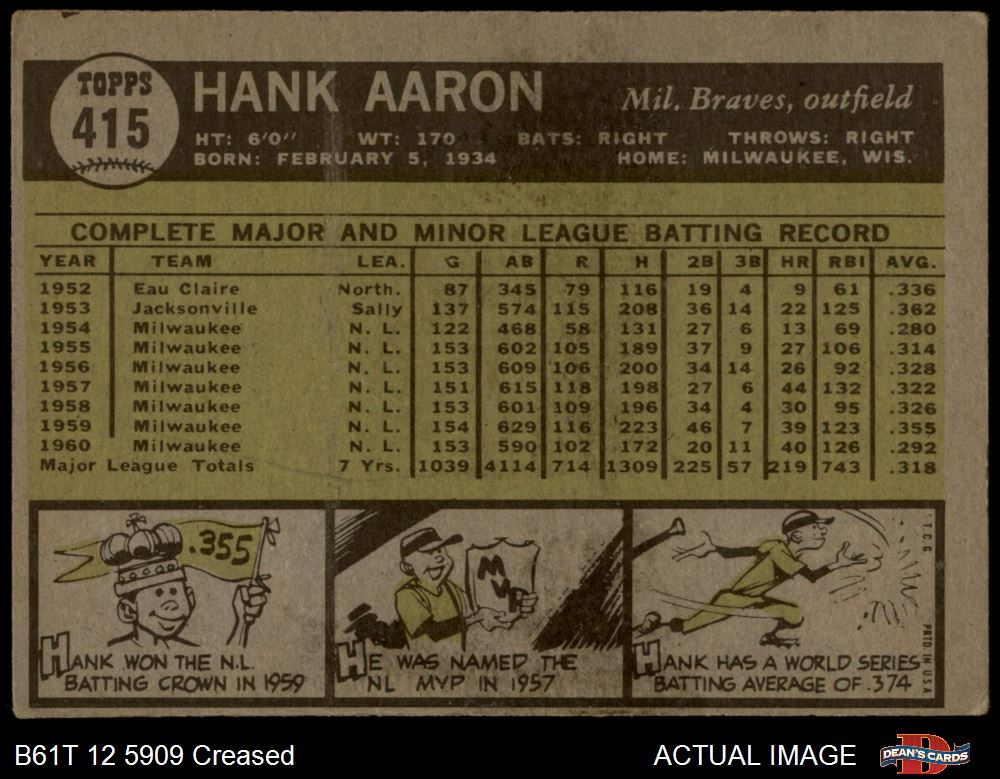 TOPPS
415
HANK AARON
Mil. Braves, outfield
HT: 6'0" WT: 170 BATS: RIGHT THROWS: RIGHT
BORN: FEBRUARY 5, 1934 HOME: MILWAUKEE, WIS.
COMPLETE MAJOR AND MINOR LEAGUE BATTING RECORD
YEAR TEAM LEA. G AB R H 2B 3B HR RBI AVG.
1952 Eau Claire North. 87 345 79 116 19 4 9 61 .336
1953 Jacksonville Sally 137 574 115 208 36 14 22 125 .362
1954 Milwaukee N. L. 122 468 58 131 27 6 13 69 .280
1955 Milwaukee N. L. 153 602 105 189 37 9 27 106 .314
1956 Milwaukee N. L. 153 609 106 200 34 14 26 92 .328
1957 Milwaukee N. L. 151 615 118 198 27 6 44 132 .322
1958 Milwaukee N. L. 153 601 109 196 34 4 30 95 .326
1959 Milwaukee N. L. 154 629 116 223 46 7 39 123 .355
1960 Milwaukee N. L. 153 590 102 172 20 11 40 126 .292
Major League Totals 7 Yrs. 1039 4114 714 1309 225 57 219 743 .318
.355
HANK WON THE N.L.
BATTING CROWN IN 1959
MVP
HE WAS NAMED THE
NL MVP IN 1957
HANK HAS A WORLD SERIES
BATTING AVERAGE OF .374
T.C.G.
PRTD IN USA
B61T 12 5909 Creased
ACTUAL IMAGE
DEAN'S CARDS